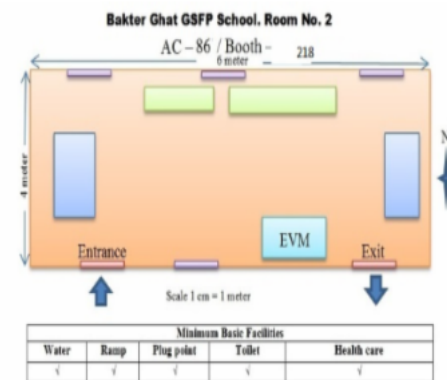 Bakter Ghat GSFP School. Room No. 2
AC – 86 / Booth – 218
6 meter
4 meter
N
EVM
Entrance
Exit
Scale 1 cm = 1 meter
Minimum Basic Facilities
Water Ramp Plug point Toilet Health care
√ √ √ √ √